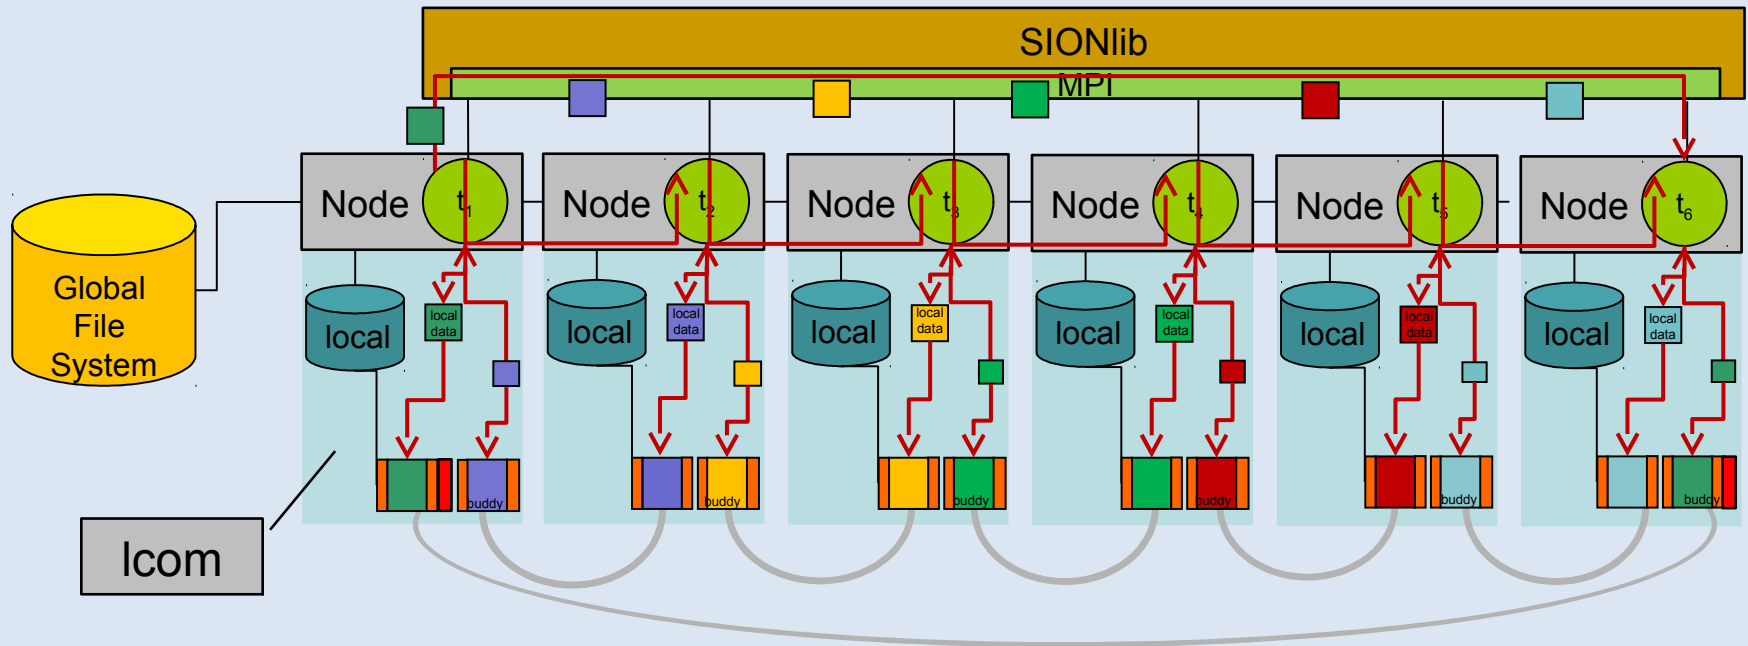 SIONlib
MPI
Node t1
Node t2
Node t3
Node t4
Node t5
Node t6
Global
File
System
local
local
local
local
local
local
local
data
local
data
local
data
local
data
local
data
local
data
buddy
buddy
buddy
buddy
buddy
buddy
lcom